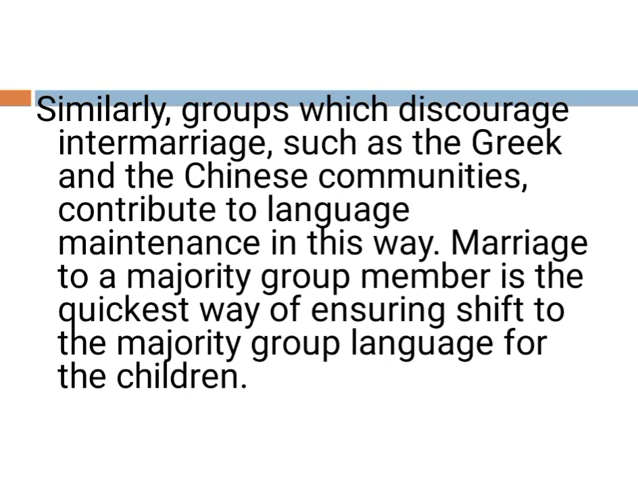 Similarly, groups which discourage
intermarriage, such as the Greek
and the Chinese communities,
contribute to language
maintenance in this way. Marriage
to a majority group member is the
quickest way of ensuring shift to
the majority group language for
the children.